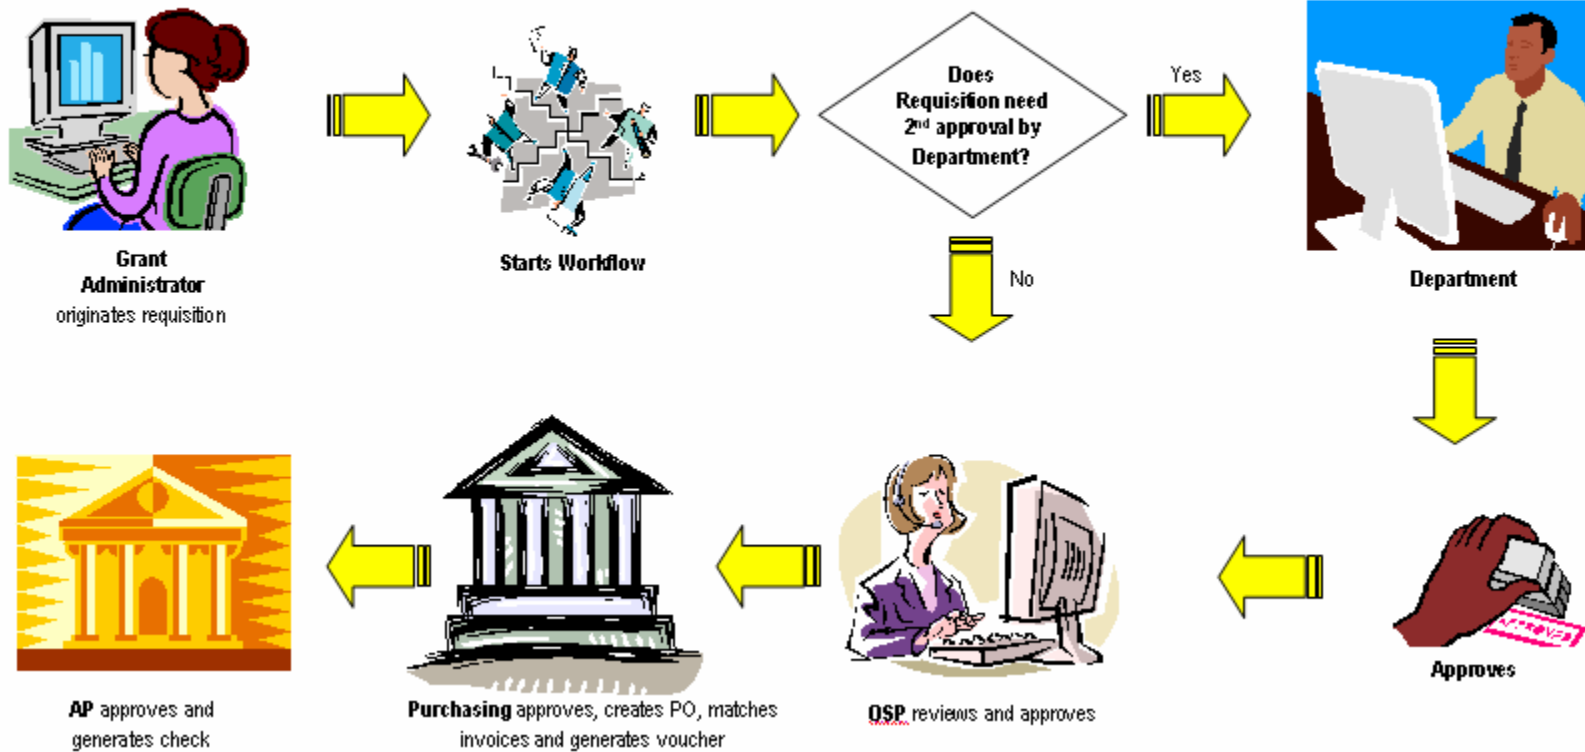 Does
Requisition need
2nd approval by
Department?
Yes
No
Grant
Administrator
originates requisition
Starts Workflow
Department
APPROVED
Approves
OSP reviews and approves
Purchasing approves, creates PO, matches
invoices and generates voucher
AP approves and
generates check